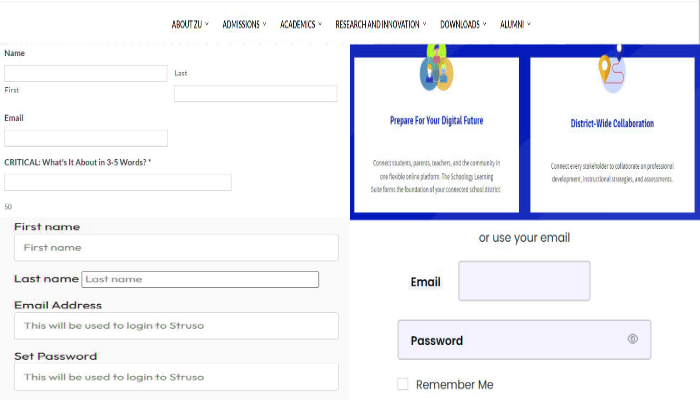 ABOUT ZU ADMISSIONS ACADEMICS RESEARCH AND INNOVATION DOWNLOADS ALUMNI
Name
Last
First
Email
CRITICAL: What's It About in 3-5 Words? *
50
Prepare For Your Digital Future
Connect students, parents, teachers, and the community in
one flexible online platform. The Schoology Learning
Suite forms the foundation of your connected school district.
District-Wide Collaboration
Connect every stakeholder to collaborate on professional
development, instructional strategies, and assessments.
First name
First name
Last name Last name
Email Address
This will be used to login to Struso
Set Password
This will be used to login to Struso
or use your email
Email
Password
Remember Me